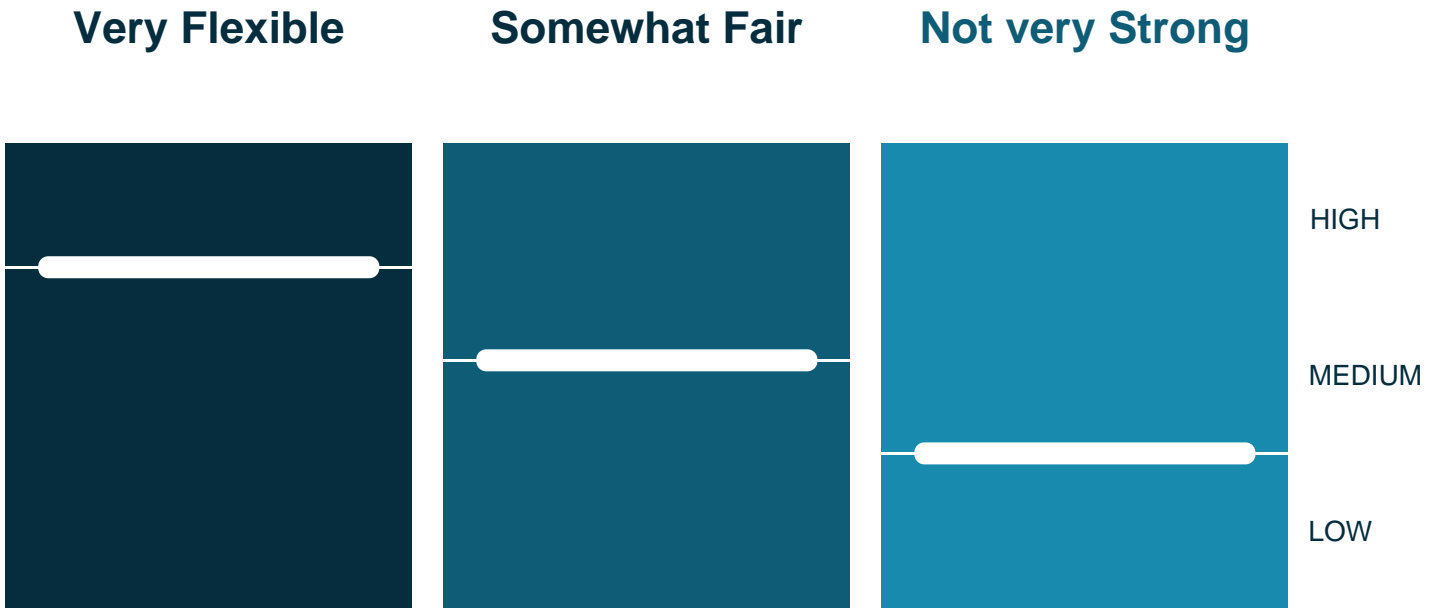 Very Flexible
Somewhat Fair
Not very Strong
HIGH
MEDIUM
LOW